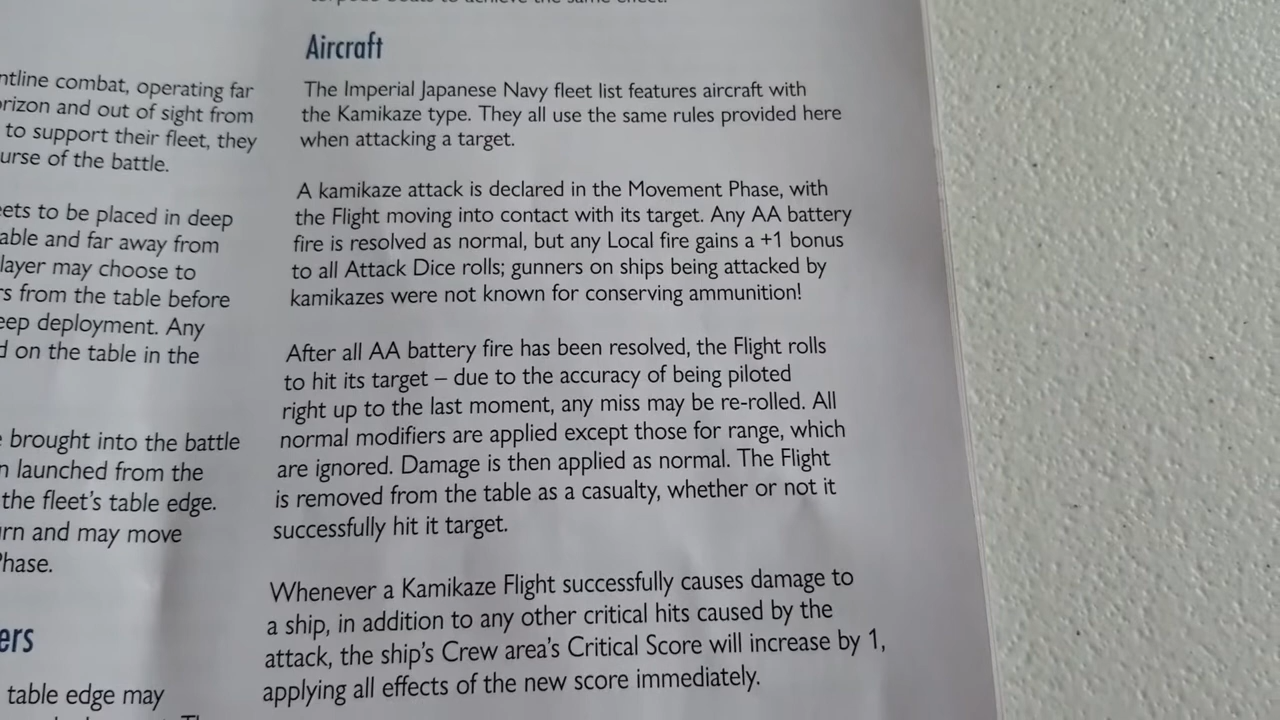 ntline combat, operating far
orizon and out of sight from
to support their fleet, they
urse of the battle.
ets to be placed in deep
able and far away from
layer may choose to
rs from the table before
eep deployment. Any
d on the table in the
brought into the battle
n launched from the
the fleet's table edge.
urn and may move
Phase.
ers
table edge may
Aircraft
The Imperial Japanese Navy fleet list features aircraft with
the Kamikaze type. They all use the same rules provided here
when attacking a target.
A kamikaze attack is declared in the Movement Phase, with
the Flight moving into contact with its target. Any AA battery
fire is resolved as normal, but any Local fire gains a +1 bonus
to all Attack Dice rolls; gunners on ships being attacked by
kamikazes were not known for conserving ammunition!
After all AA battery fire has been resolved, the Flight rolls
to hit its target – due to the accuracy of being piloted
right up to the last moment, any miss may be re-rolled. All
normal modifiers are applied except those for range, which
are ignored. Damage is then applied as normal. The Flight
is removed from the table as a casualty, whether or not it
successfully hit it target.
Whenever a Kamikaze Flight successfully causes damage to
a ship, in addition to any other critical hits caused by the
attack, the ship's Crew area's Critical Score will increase by 1,
applying all effects of the new score immediately.